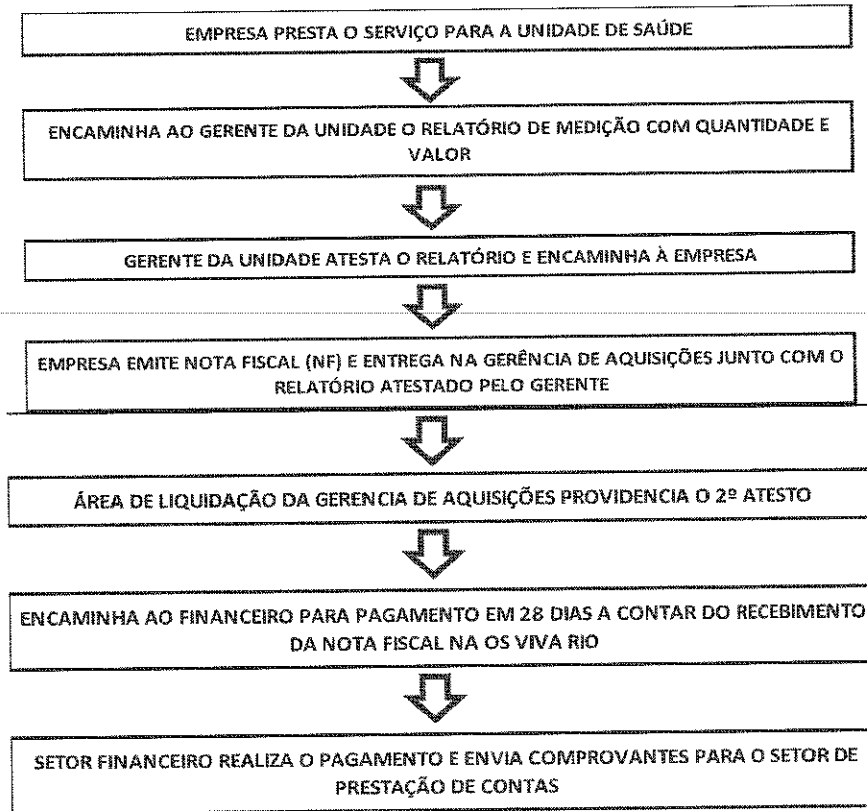 EMPRESA PRESTA O SERVIÇO PARA A UNIDADE DE SAÚDE
ENCAMINHA AO GERENTE DA UNIDADE O RELATÓRIO DE MEDIÇÃO COM QUANTIDADE E
VALOR
GERENTE DA UNIDADE ATESTA O RELATÓRIO E ENCAMINHA À EMPRESA
EMPRESA EMITE NOTA FISCAL (NF) E ENTREGA NA GERÊNCIA DE AQUISIÇÕES JUNTO COM O
RELATÓRIO ATESTADO PELO GERENTE
ÁREA DE LIQUIDAÇÃO DA GERENCIA DE AQUISIÇÕES PROVIDENCIA O 2º ATESTO
ENCAMINHA AO FINANCEIRO PARA PAGAMENTO EM 28 DIAS A CONTAR DO RECEBIMENTO
DA NOTA FISCAL NA OS VIVA RIO
SETOR FINANCEIRO REALIZA O PAGAMENTO E ENVIA COMPROVANTES PARA O SETOR DE
PRESTAÇÃO DE CONTAS